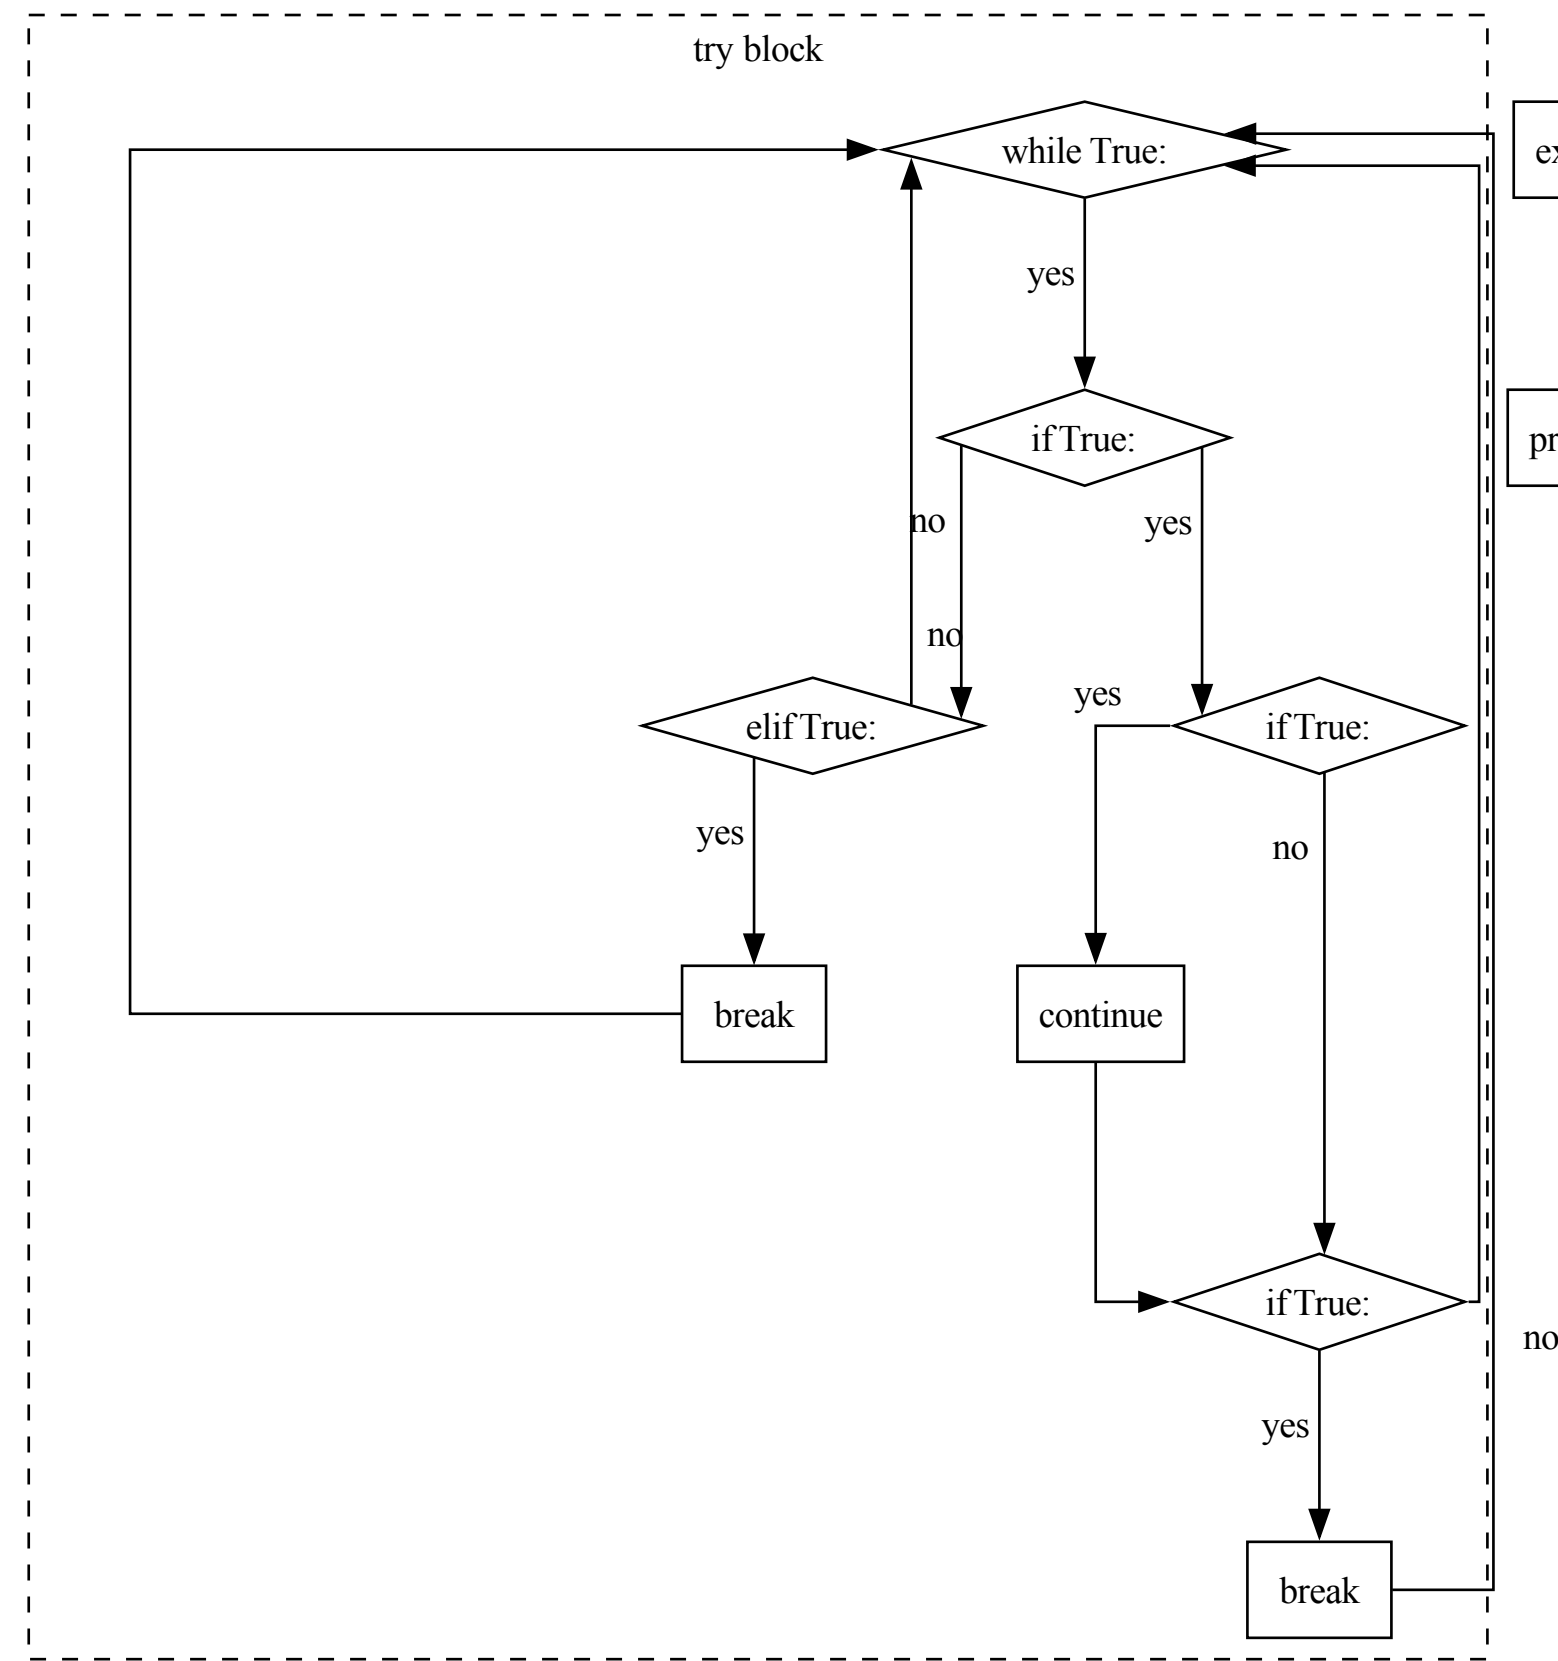 try block
while True:
yes
if True:
no
yes
no
yes
elif True:
if True:
yes
no
break
continue
if True:
no
yes
break